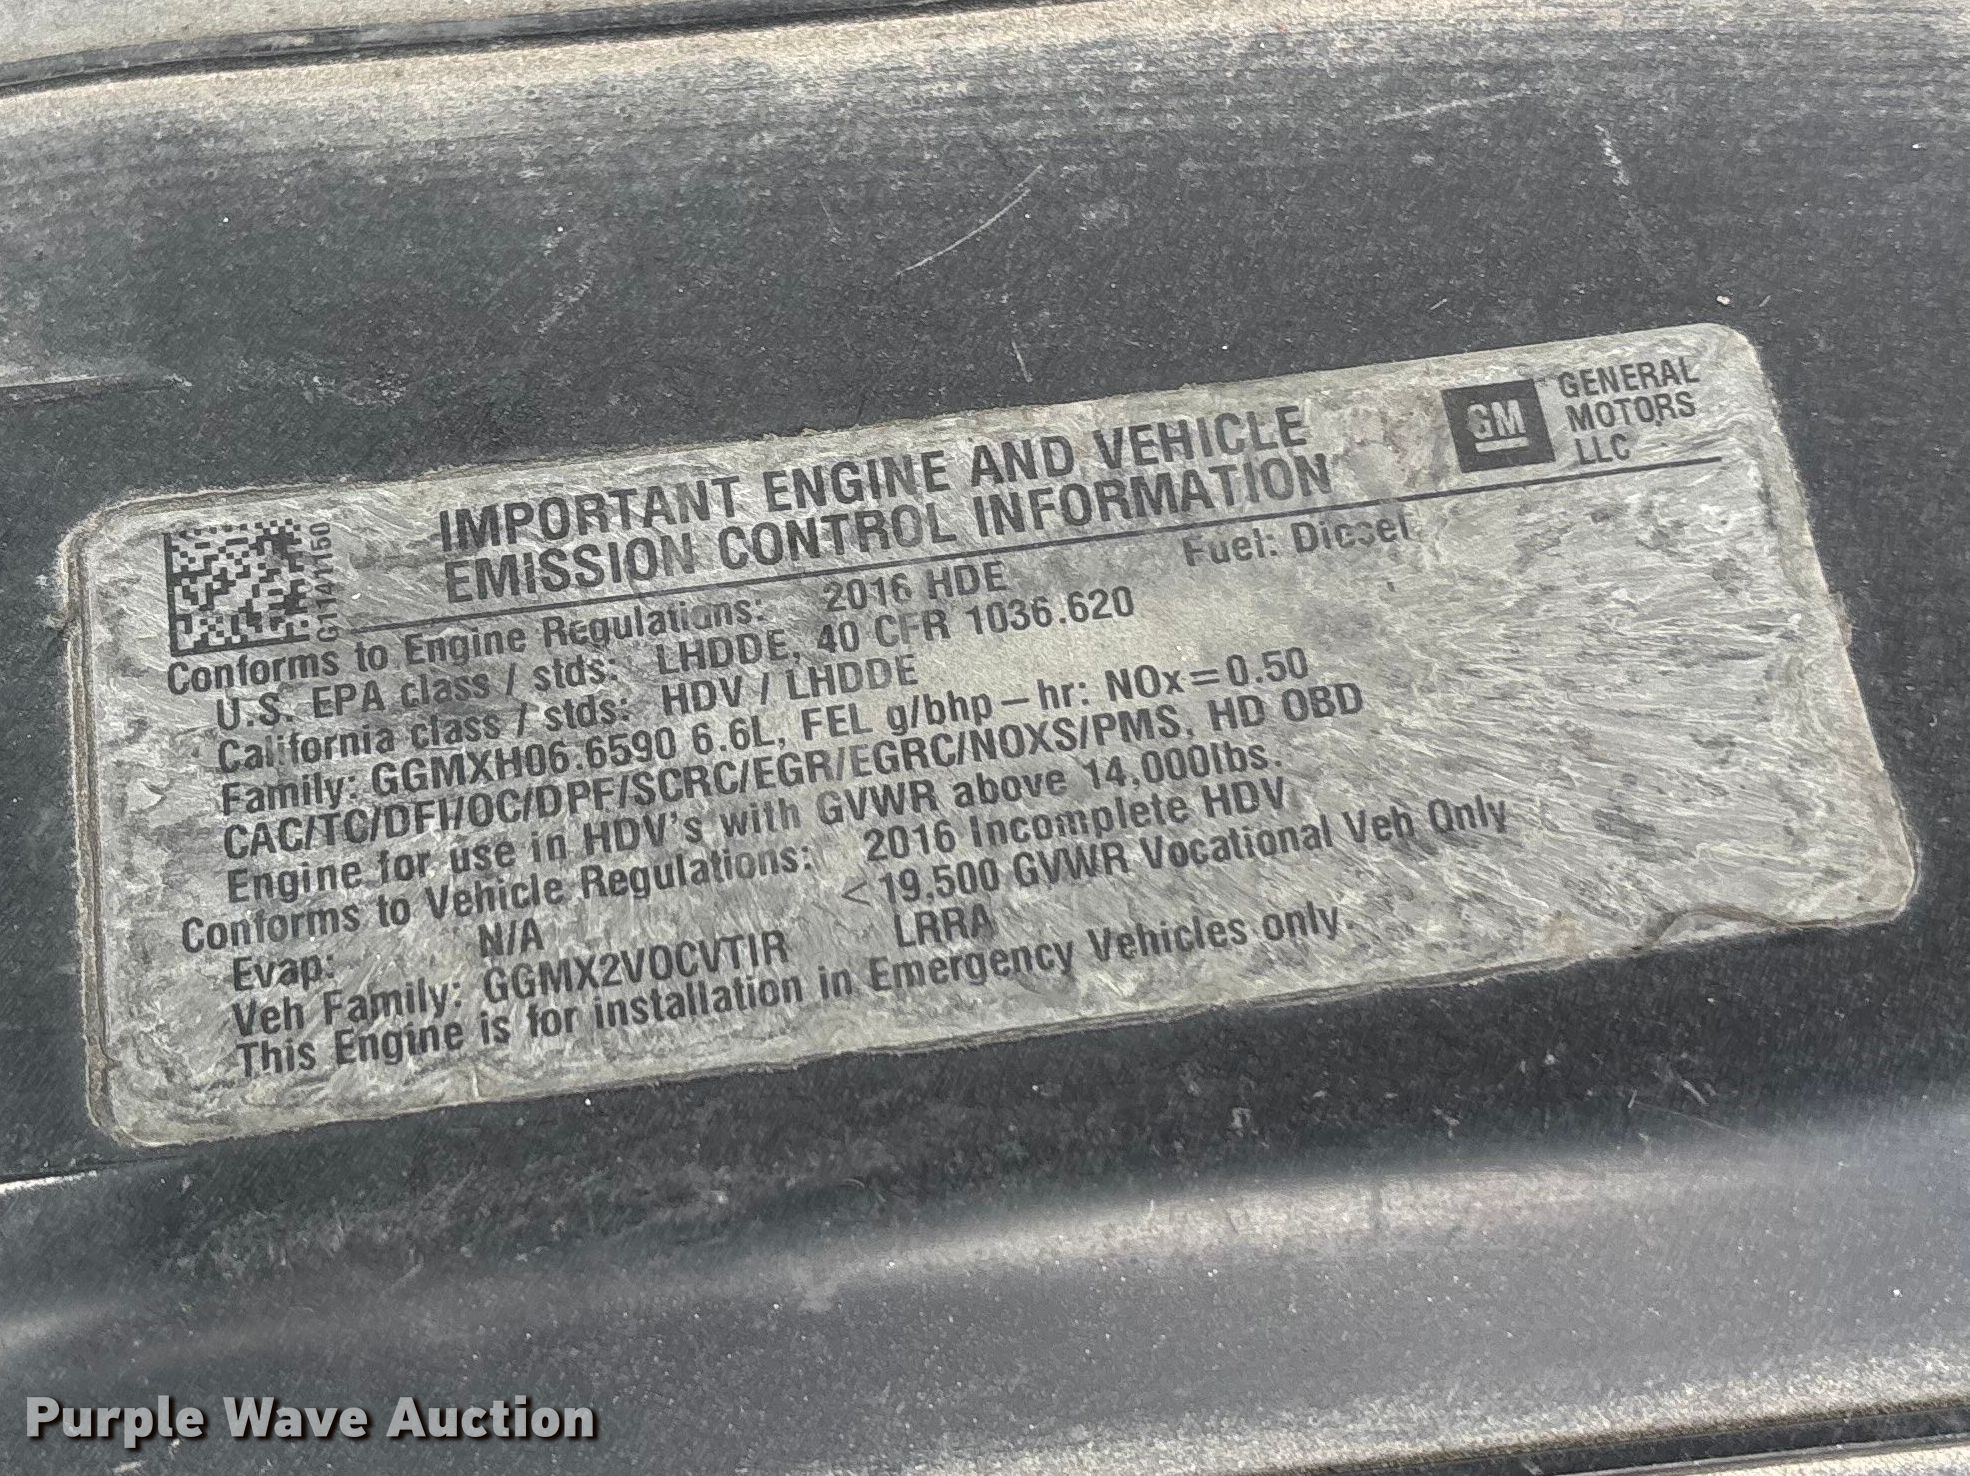 G11441150
IMPORTANT ENGINE AND VEHICLE
EMISSION CONTROL INFORMATION
GM
GENERAL
MOTORS
LLC
Conforms to Engine Regulations: 2016 HDE Fuel: Diesel
U.S. EPA class / stds: LHDDE, 40 CFR 1036.620
California class / stds: HDV / LHDDE
Family: GGMXH06.6590 6.6L, FEL g/bhp-hr: NOx=0.50
CAC/TC/DFI/OC/DPF/SCRC/EGR/EGRC/NOXS/PMS, HD OBD
Engine for use in HDV's with GVWR above 14,000lbs.
Conforms to Vehicle Regulations: 2016 Incomplete HDV
Evap: N/A <19,500 GVWR Vocational Veh Only
Veh Family: GGMX2VOCVTIR LRRA
This Engine is for installation in Emergency Vehicles only.
Purple Wave Auction